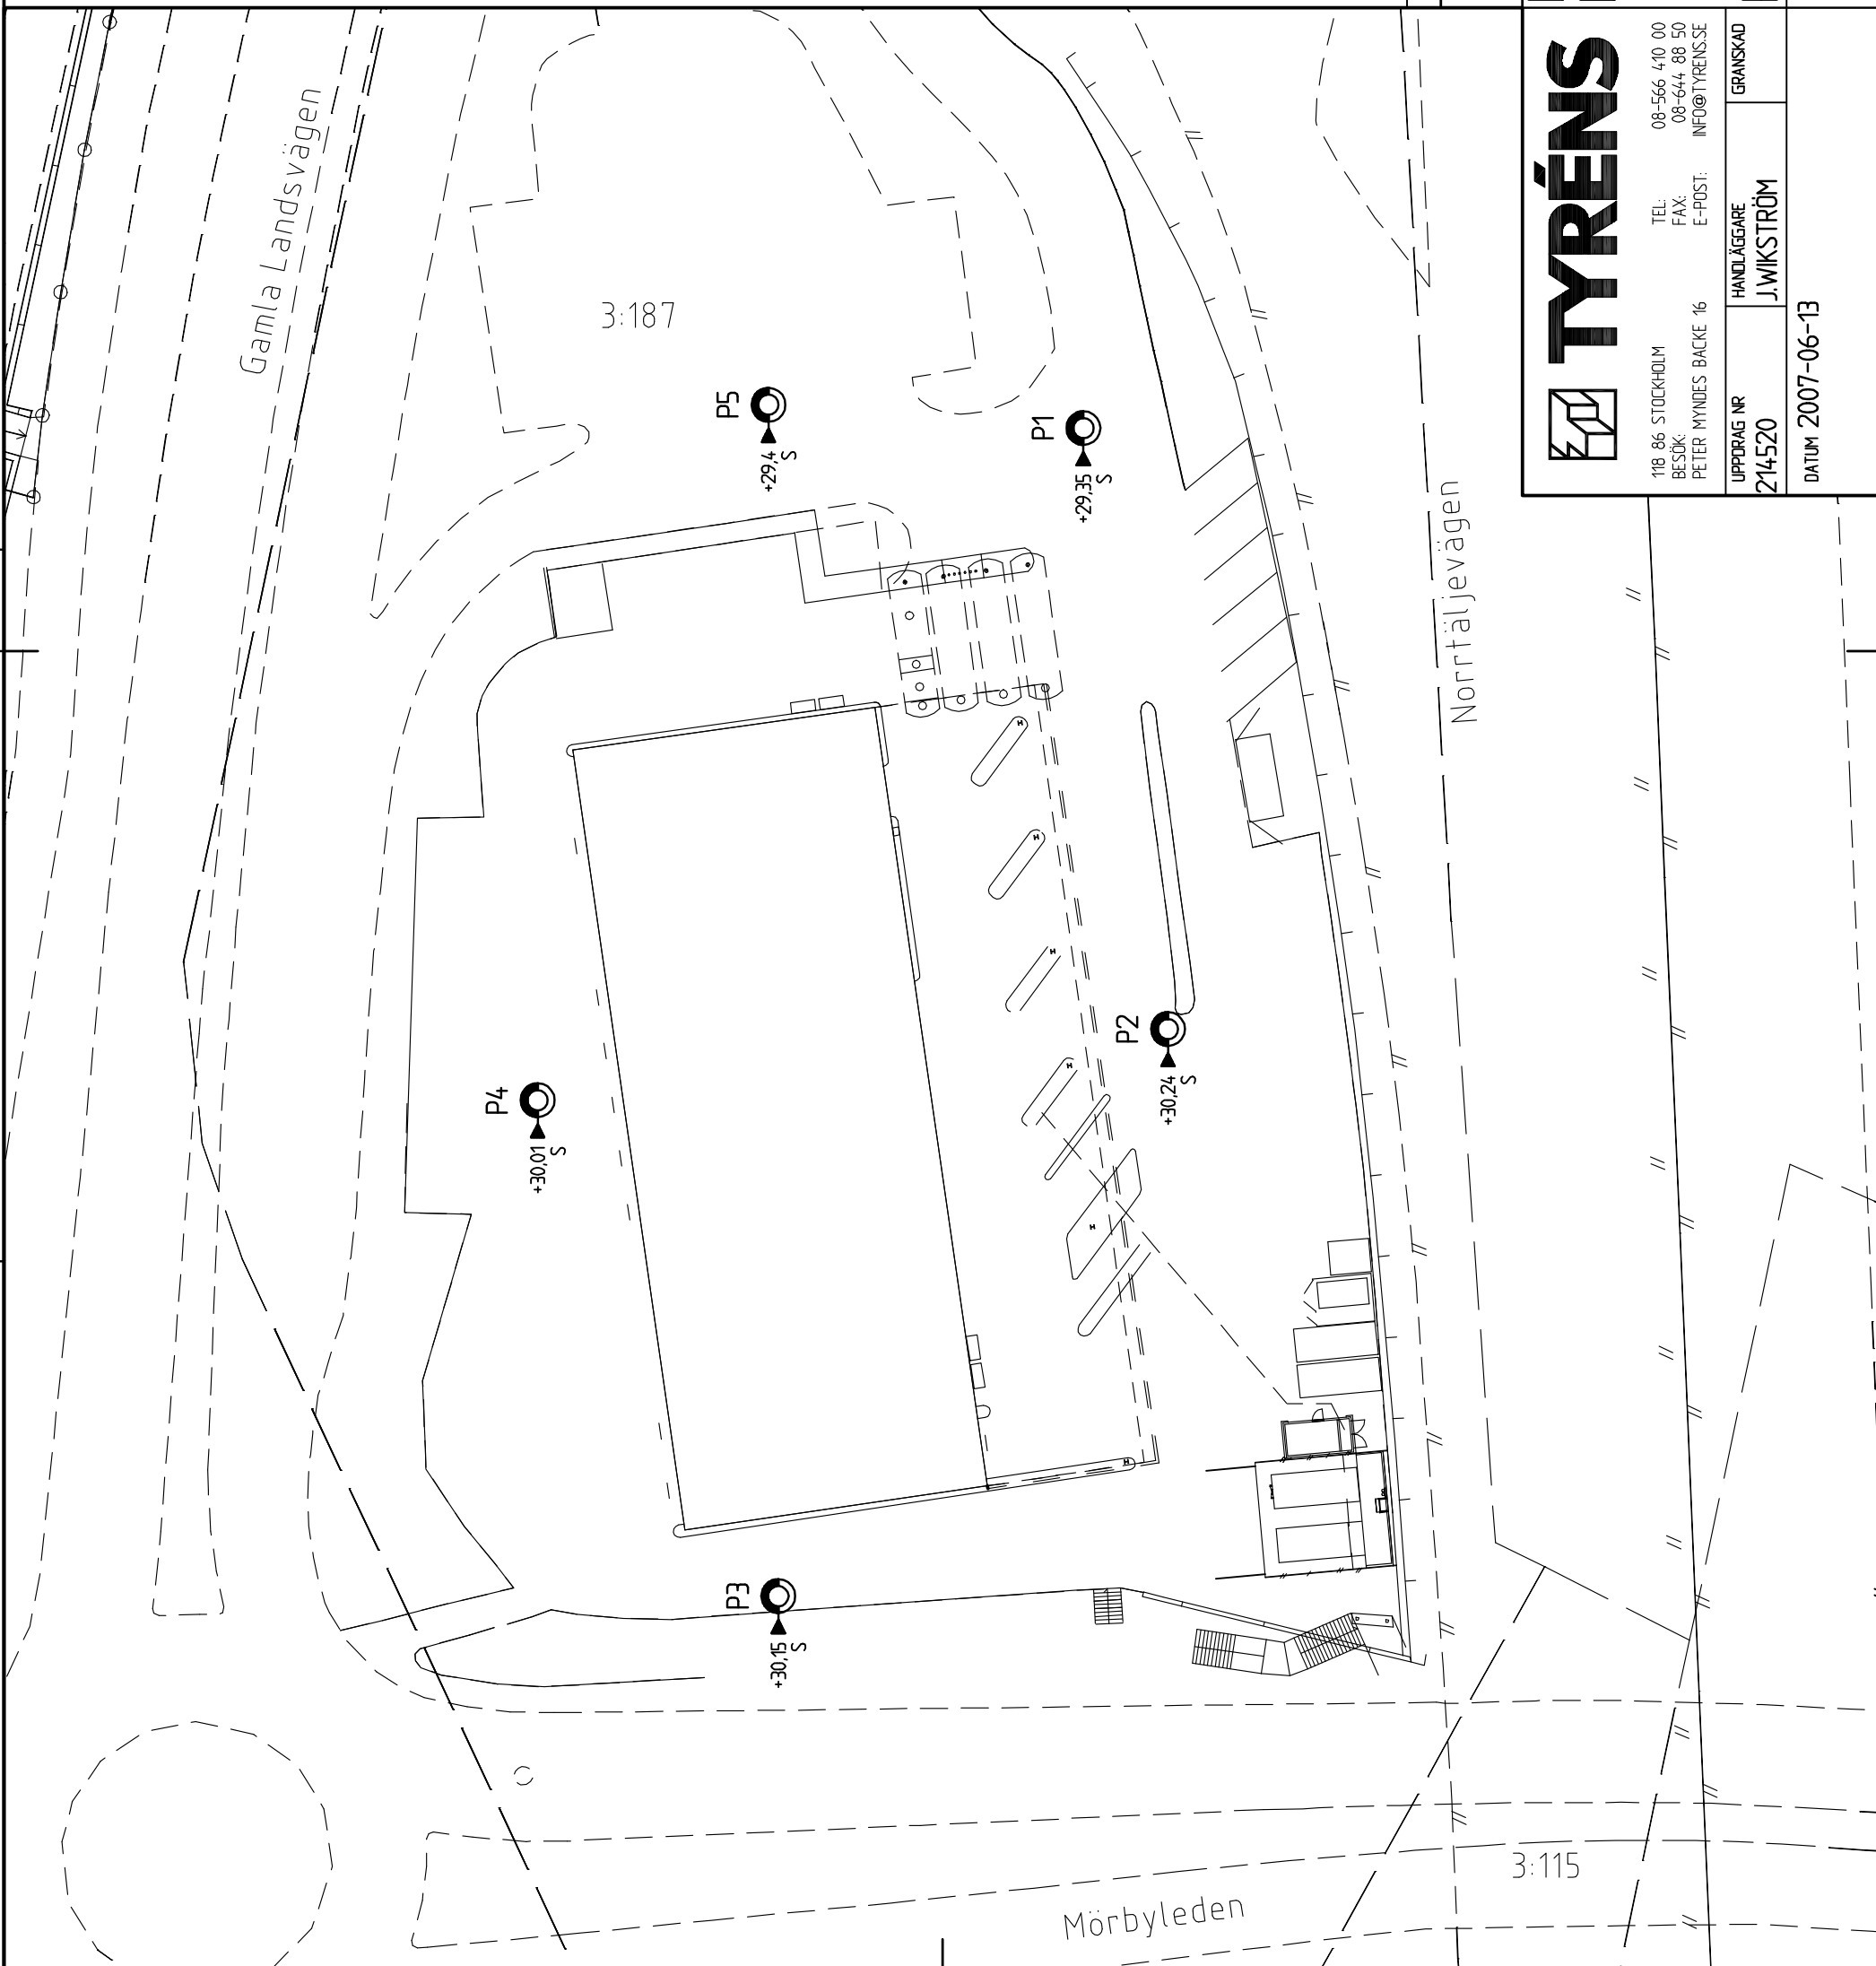 Gamla Landsvägen
3:187
P5
+29,4
S
P1
+29,35
S
Norrtäljevägen
P2
+30,24
S
P4
+30,01
S
P3
+30,15
S
Mörbyleden
3:115
TYRÉNS
118 86 STOCKHOLM TEL: 08-566 410 00
BESÖK: FAX: 08-644 88 50
PETER MYNDES BACKE 16 E-POST: INFO@TYRENS.SE
UPPDRAG NR HANDLÄGGARE GRANSKAD
214520 J.WIKSTRÖM
DATUM 2007-06-13